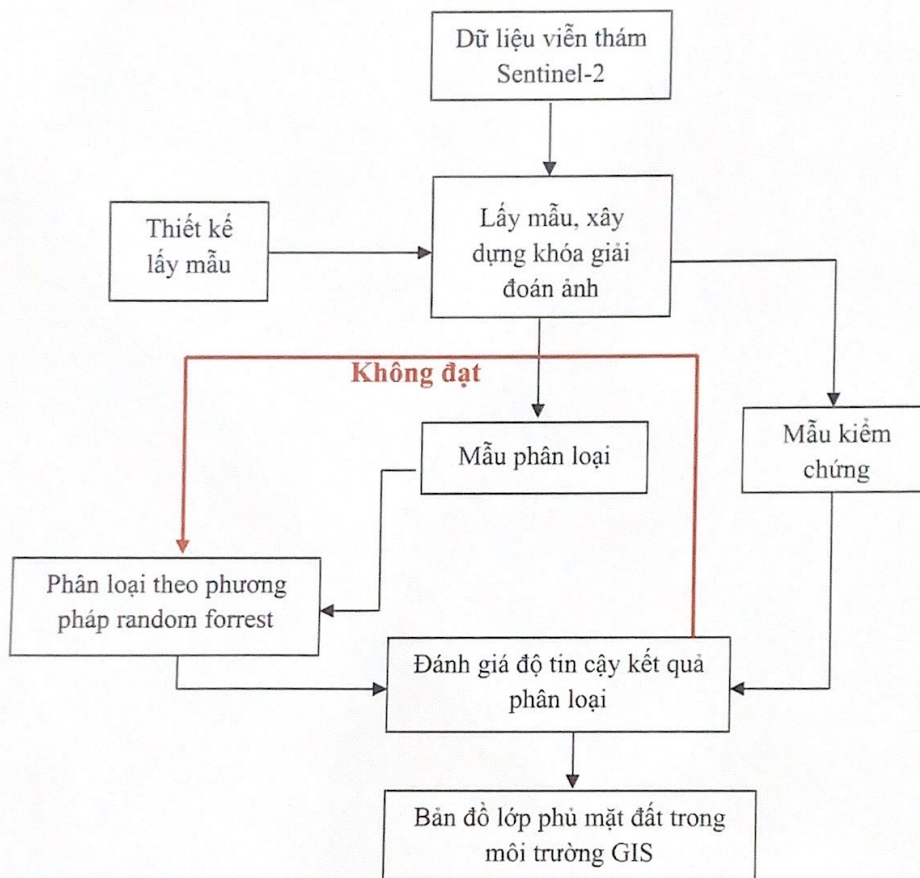 Dữ liệu viễn thám
Sentinel-2
Thiết kế
lấy mẫu
Lấy mẫu, xây
dựng khóa giải
đoán ảnh
Không đạt
Mẫu phân loại
Mẫu kiểm
chứng
Phân loại theo phương
pháp random forrest
Đánh giá độ tin cậy kết quả
phân loại
Bản đồ lớp phủ mặt đất trong
môi trường GIS